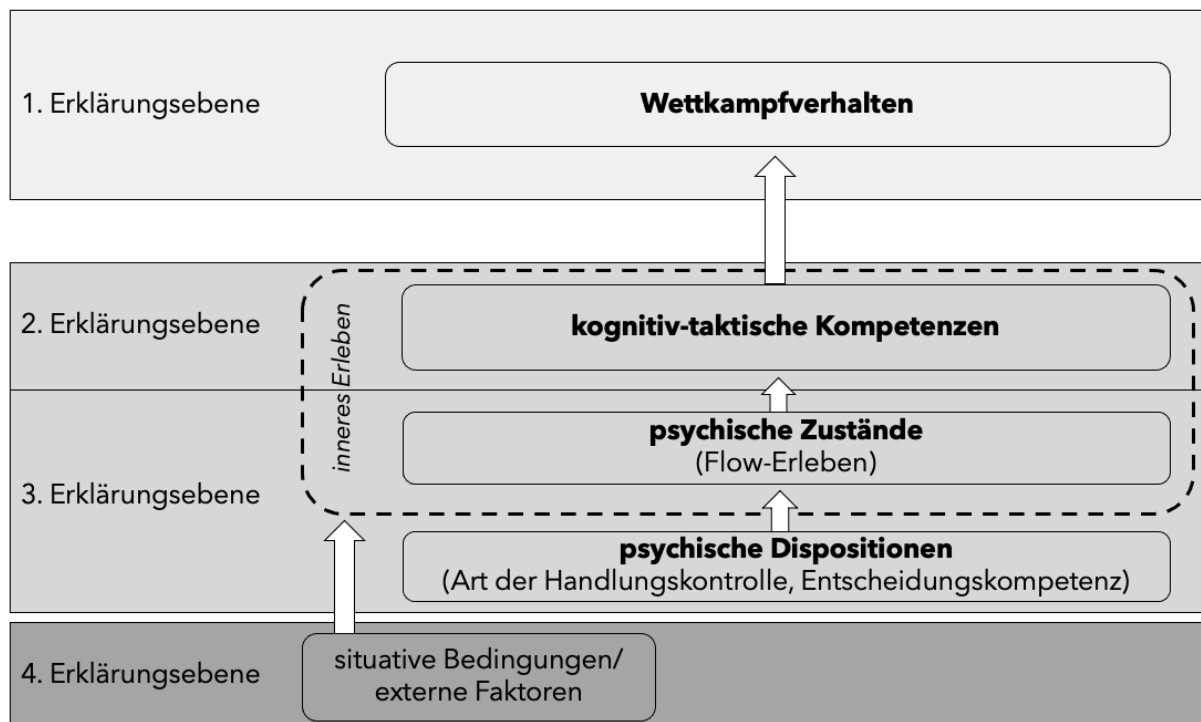 1. Erklärungsebene
Wettkampfverhalten
2. Erklärungsebene
inneres Erleben
kognitiv-taktische Kompetenzen
3. Erklärungsebene
psychische Zustände
(Flow-Erleben)
psychische Dispositionen
(Art der Handlungskontrolle, Entscheidungskompetenz)
4. Erklärungsebene
situative Bedingungen/
externe Faktoren